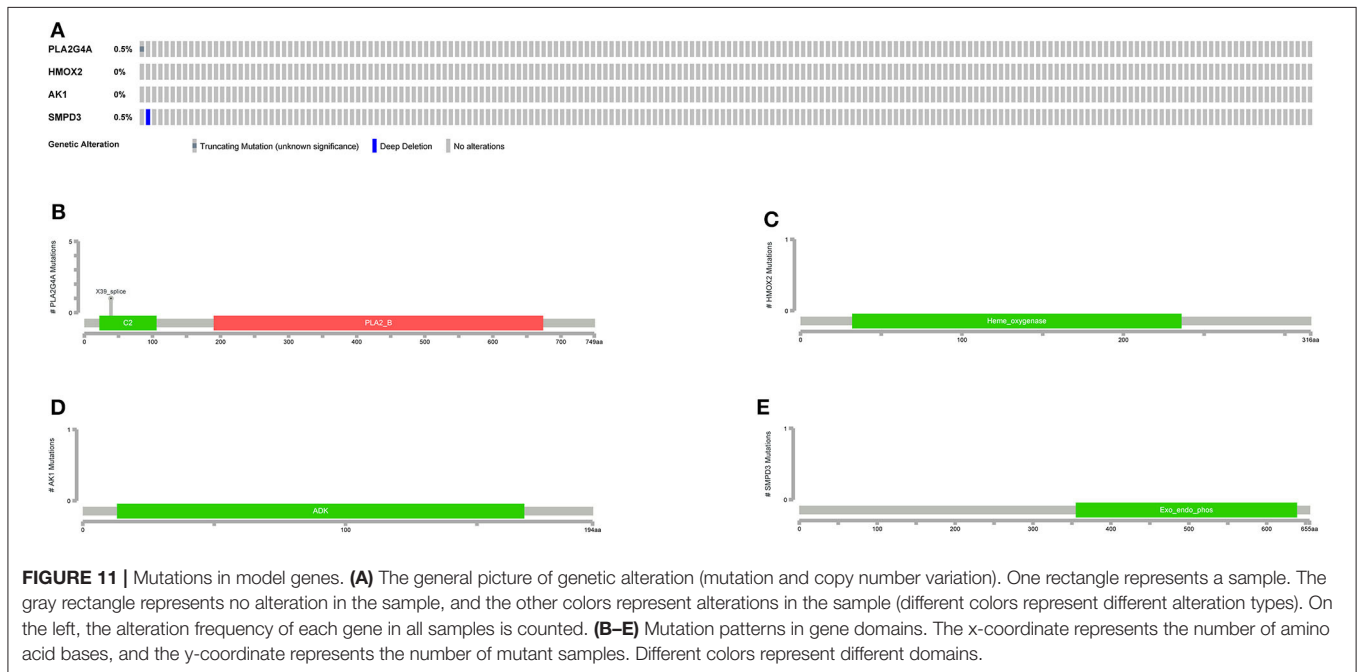 A
PLA2G4A 0.5%
HMOX2 0%
AK1 0%
SMPD3 0.5%
Genetic Alteration Truncating Mutation (unknown significance) Deep Deletion No alterations
B
# PLA2G4A Mutations
5
0
X39_splice
C2 PLA2_B
0 100 200 300 400 500 600 700 749aa
C
# HMOX2 Mutations
1
0
Heme_oxygenase
0 100 200 316aa
D
# AK1 Mutations
1
0
ADK
0 100 194aa
E
# SMPD3 Mutations
1
0
Exo_endo_phos
0 100 200 300 400 500 600 655aa
FIGURE 11 | Mutations in model genes. (A) The general picture of genetic alteration (mutation and copy number variation). One rectangle represents a sample. The
gray rectangle represents no alteration in the sample, and the other colors represent alterations in the sample (different colors represent different alteration types). On
the left, the alteration frequency of each gene in all samples is counted. (B–E) Mutation patterns in gene domains. The x-coordinate represents the number of amino
acid bases, and the y-coordinate represents the number of mutant samples. Different colors represent different domains.